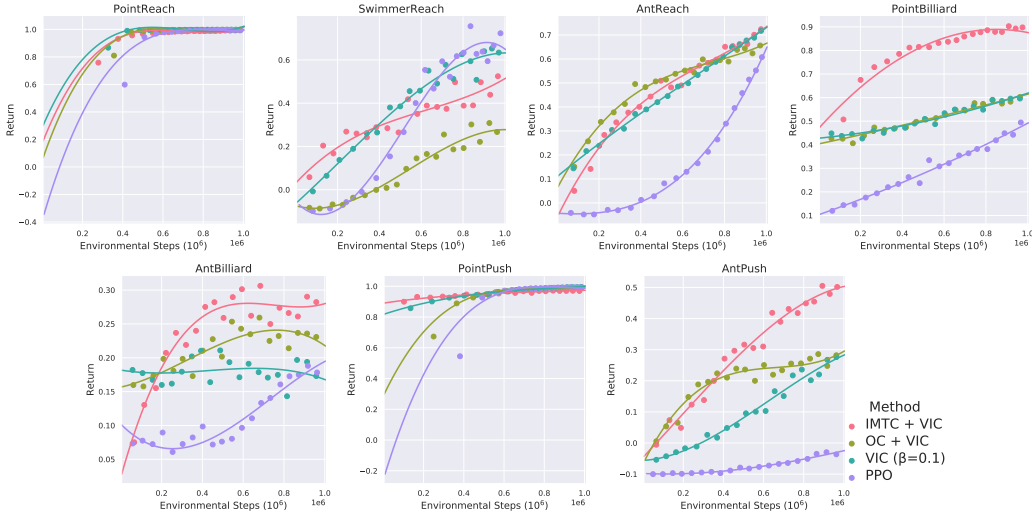 PointReach
SwimmerReach
AntReach
PointBilliard
Return
1.0
0.8
0.6
0.4
0.2
0.0
−0.2
−0.4
0.2 0.4 0.6 0.8 1.0
1e6
Environmental Steps (10⁶)
Return
0.6
0.4
0.2
0.0
0.2 0.4 0.6 0.8 1.0
1e6
Environmental Steps (10⁶)
Return
0.7
0.6
0.5
0.4
0.3
0.2
0.1
0.0
0.2 0.4 0.6 0.8 1.0
1e6
Environmental Steps (10⁶)
Return
0.9
0.8
0.7
0.6
0.5
0.4
0.3
0.2
0.1
0.2 0.4 0.6 0.8 1.0
1e6
Environmental Steps (10⁶)
AntBilliard
PointPush
AntPush
Return
0.30
0.25
0.20
0.15
0.10
0.05
0.2 0.4 0.6 0.8 1.0
1e6
Environmental Steps (10⁶)
Return
1.0
0.8
0.6
0.4
0.2
0.0
−0.2
0.2 0.4 0.6 0.8 1.0
1e6
Environmental Steps (10⁶)
Return
0.5
0.4
0.3
0.2
0.1
0.0
−0.1
0.2 0.4 0.6 0.8 1.0
1e6
Environmental Steps (10⁶)
Method
IMTC + VIC
OC + VIC
VIC (β=0.1)
PPO